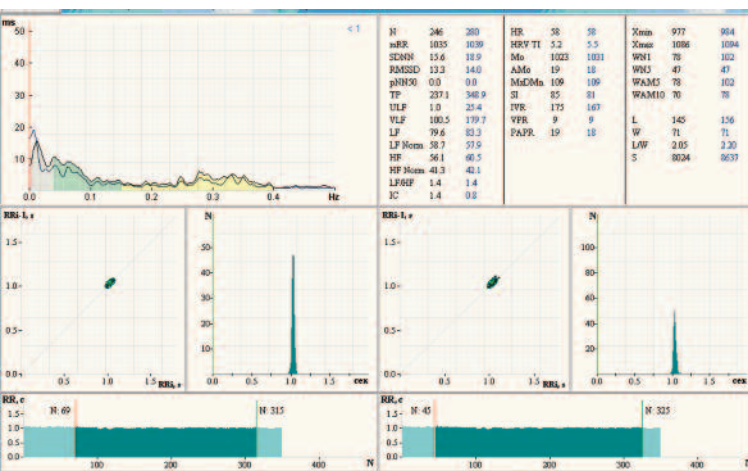 ms
50
40
30
20
10
< 1
0.0 0.1 0.2 0.3 0.4 Hz
N 246 280 HR 58 58 Xmin 977 984
mRR 1035 1039 HRV TI 5.2 5.5 Xmax 1086 1094
SDNN 15.6 18.9 Mo 1023 1031 WN1 78 102
RMSSD 13.3 14.0 AMo 19 18 WN5 47 47
pNN50 0.0 0.0 MxDMn 109 109 WAM5 78 102
TP 237.1 348.9 SI 85 81 WAM10 70 78
ULF 1.0 25.4 IVR 175 167
VLF 100.5 179.7 VPR 9 9 L 145 156
LF 79.6 83.3 PAPR 19 18 W 71 71
LF Norm 58.7 57.9 L/W 2.05 2.20
HF 56.1 60.5 S 8024 8637
HF Norm 41.3 42.1
LF/HF 1.4 1.4
IC 1.4 0.8
RRi-1, s
1.5
1.0
0.5
0.0
0.5 1.0 1.5
RRi, s
N
50
40
30
20
10
0.0 0.5 1.0 1.5 сек
RRi-1, s
1.5
1.0
0.5
0.0
0.5 1.0 1.5
RRi, s
N
100
80
60
40
20
0.0 0.5 1.0 1.5 сек
RR, c
1.5
1.0
0.5
0.0
N: 69 N: 315
100 200 300 400 N
RR, c
1.5
1.0
0.5
0.0
N: 45 N: 325
100 200 300 400 N